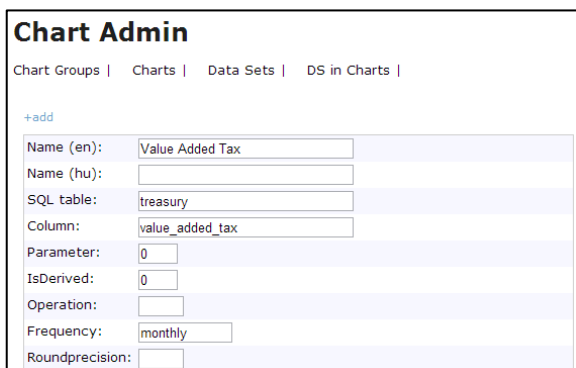 Chart Admin
Chart Groups | Charts | Data Sets | DS in Charts |
+add
Name (en): Value Added Tax
Name (hu):
SQL table: treasury
Column: value_added_tax
Parameter: 0
IsDerived: 0
Operation:
Frequency: monthly
Roundprecision: